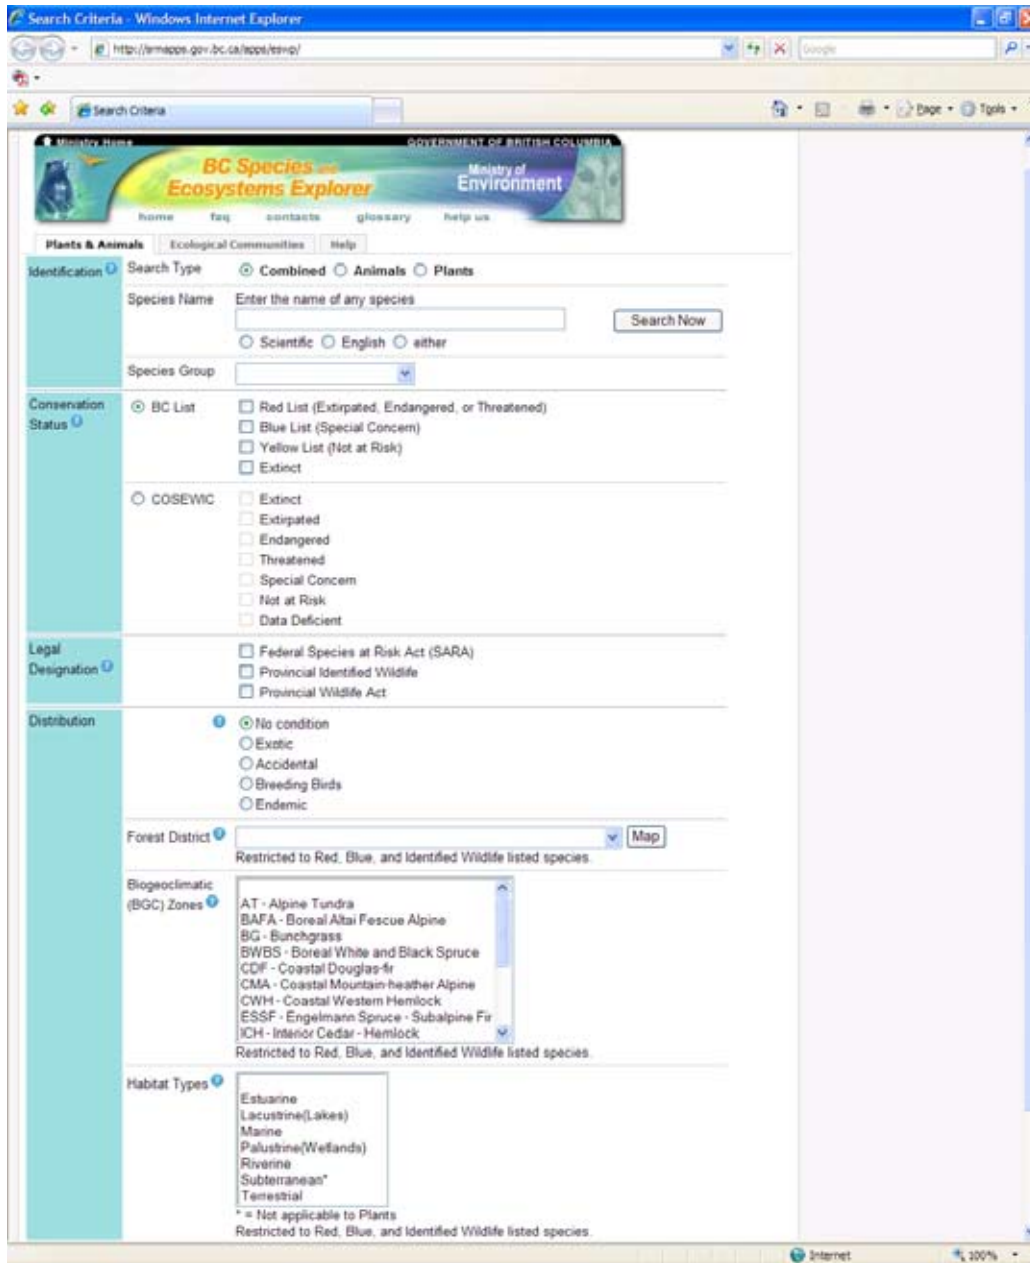 Search Criteria - Windows Internet Explorer
http://srmapps.gov.bc.ca/apps/eswp/
Google
Search Criteria
Page
Tools
Ministry Home
GOVERNMENT OF BRITISH COLUMBIA
BC Species and
Ecosystems Explorer
Ministry of
Environment
home faq contacts glossary help us
Plants & Animals Ecological Communities Help
Identification Search Type Combined Animals Plants
Species Name Enter the name of any species
Search Now
Scientific English either
Species Group
Conservation
Status
BC List Red List (Extirpated, Endangered, or Threatened)
Blue List (Special Concern)
Yellow List (Not at Risk)
Extinct
COSEWIC Extinct
Extirpated
Endangered
Threatened
Special Concern
Not at Risk
Data Deficient
Legal
Designation
Federal Species at Risk Act (SARA)
Provincial Identified Wildlife
Provincial Wildlife Act
Distribution No condition
Exotic
Accidental
Breeding Birds
Endemic
Forest District Map
Restricted to Red, Blue, and Identified Wildlife listed species.
Biogeoclimatic
(BGC) Zones
AT - Alpine Tundra
BAFA - Boreal Altai Fescue Alpine
BG - Bunchgrass
BWBS - Boreal White and Black Spruce
CDF - Coastal Douglas-fir
CMA - Coastal Mountain-heather Alpine
CWH - Coastal Western Hemlock
ESSF - Engelmann Spruce - Subalpine Fir
ICH - Interior Cedar - Hemlock
Restricted to Red, Blue, and Identified Wildlife listed species.
Habitat Types
Estuarine
Lacustrine(Lakes)
Marine
Palustrine(Wetlands)
Riverine
Subterranean*
Terrestrial
* = Not applicable to Plants
Restricted to Red, Blue, and Identified Wildlife listed species.
Internet 100%